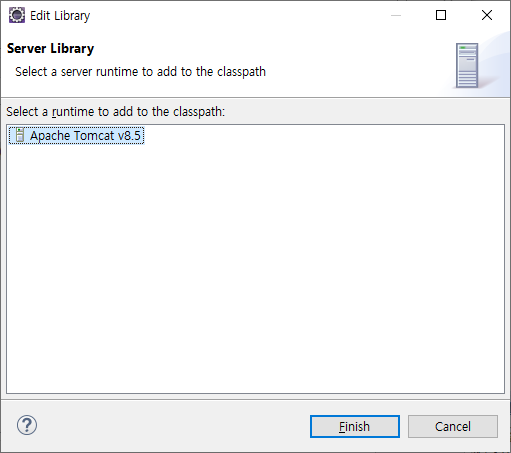 Edit Library
Server Library
Select a server runtime to add to the classpath
Select a runtime to add to the classpath:
Apache Tomcat v8.5
?
Finish
Cancel